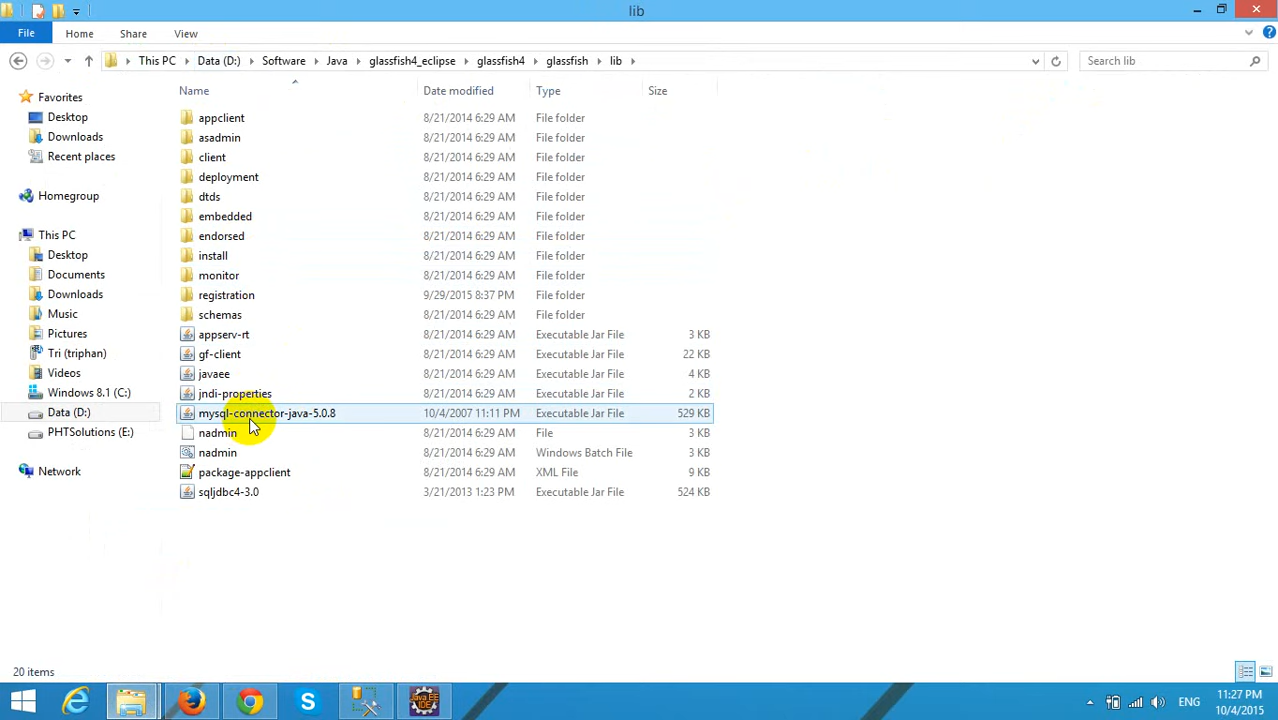 lib
File Home Share View
This PC Data (D:) Software Java glassfish4_eclipse glassfish4 glassfish lib Search lib
Name Date modified Type Size
Favorites
Desktop
Downloads
Recent places
Homegroup
This PC
Desktop
Documents
Downloads
Music
Pictures
Tri (triphan)
Videos
Windows 8.1 (C:)
Data (D:)
PHTSolutions (E:)
Network
appclient 8/21/2014 6:29 AM File folder
asadmin 8/21/2014 6:29 AM File folder
client 8/21/2014 6:29 AM File folder
deployment 8/21/2014 6:29 AM File folder
dtds 8/21/2014 6:29 AM File folder
embedded 8/21/2014 6:29 AM File folder
endorsed 8/21/2014 6:29 AM File folder
install 8/21/2014 6:29 AM File folder
monitor 8/21/2014 6:29 AM File folder
registration 9/29/2015 8:37 PM File folder
schemas 8/21/2014 6:29 AM File folder
appserv-rt 8/21/2014 6:29 AM Executable Jar File 3 KB
gf-client 8/21/2014 6:29 AM Executable Jar File 22 KB
javaee 8/21/2014 6:29 AM Executable Jar File 4 KB
jndi-properties 8/21/2014 6:29 AM Executable Jar File 2 KB
mysql-connector-java-5.0.8 10/4/2007 11:11 PM Executable Jar File 529 KB
nadmin 8/21/2014 6:29 AM File 3 KB
nadmin 8/21/2014 6:29 AM Windows Batch File 3 KB
package-appclient 8/21/2014 6:29 AM XML File 9 KB
sqljdbc4-3.0 3/21/2013 1:23 PM Executable Jar File 524 KB
20 items
Java EE
IDE
ENG
11:27 PM
10/4/2015